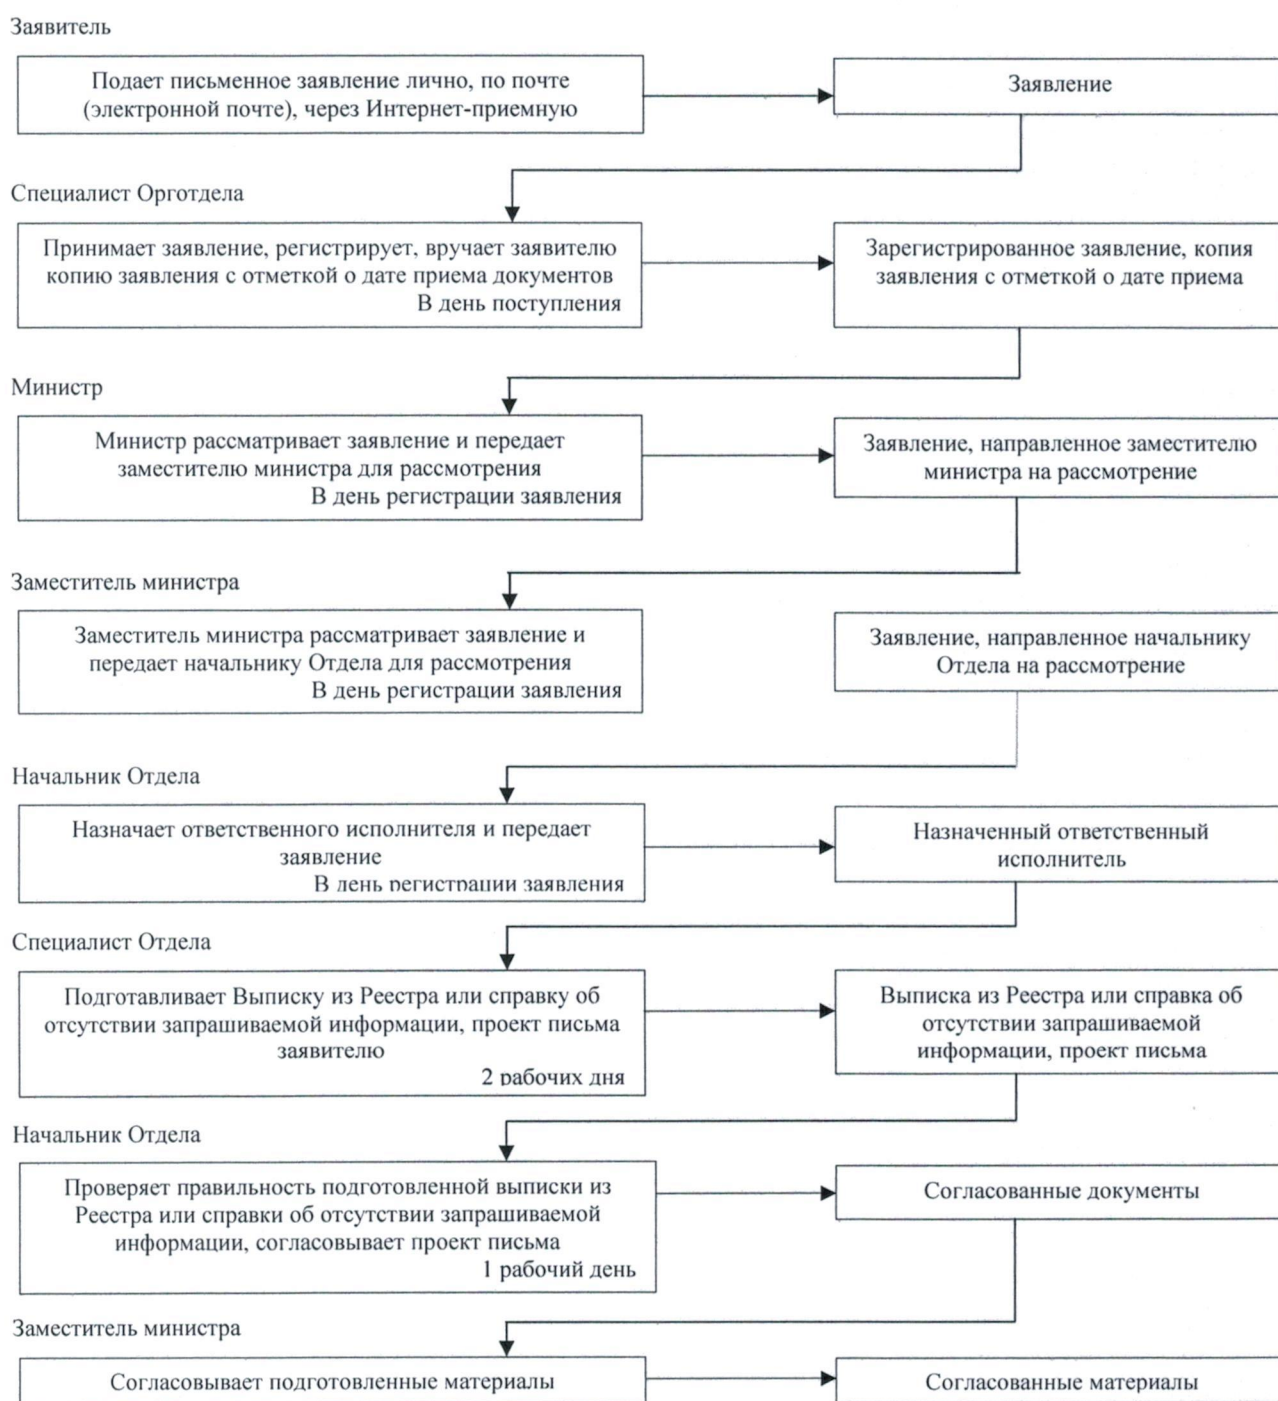 Заявитель
Подает письменное заявление лично, по почте
(электронной почте), через Интернет-приемную
Заявление
Специалист Орготдела
Принимает заявление, регистрирует, вручает заявителю
копию заявления с отметкой о дате приема документов
В день поступления
Зарегистрированное заявление, копия
заявления с отметкой о дате приема
Министр
Министр рассматривает заявление и передает
заместителю министра для рассмотрения
В день регистрации заявления
Заявление, направленное заместителю
министра на рассмотрение
Заместитель министра
Заместитель министра рассматривает заявление и
передает начальнику Отдела для рассмотрения
В день регистрации заявления
Заявление, направленное начальнику
Отдела на рассмотрение
Начальник Отдела
Назначает ответственного исполнителя и передает
заявление
В день регистрации заявления
Назначенный ответственный
исполнитель
Специалист Отдела
Подготавливает Выписку из Реестра или справку об
отсутствии запрашиваемой информации, проект письма
заявителю
2 рабочих дня
Выписка из Реестра или справка об
отсутствии запрашиваемой
информации, проект письма
Начальник Отдела
Проверяет правильность подготовленной выписки из
Реестра или справки об отсутствии запрашиваемой
информации, согласовывает проект письма
1 рабочий день
Согласованные документы
Заместитель министра
Согласовывает подготовленные материалы
Согласованные материалы